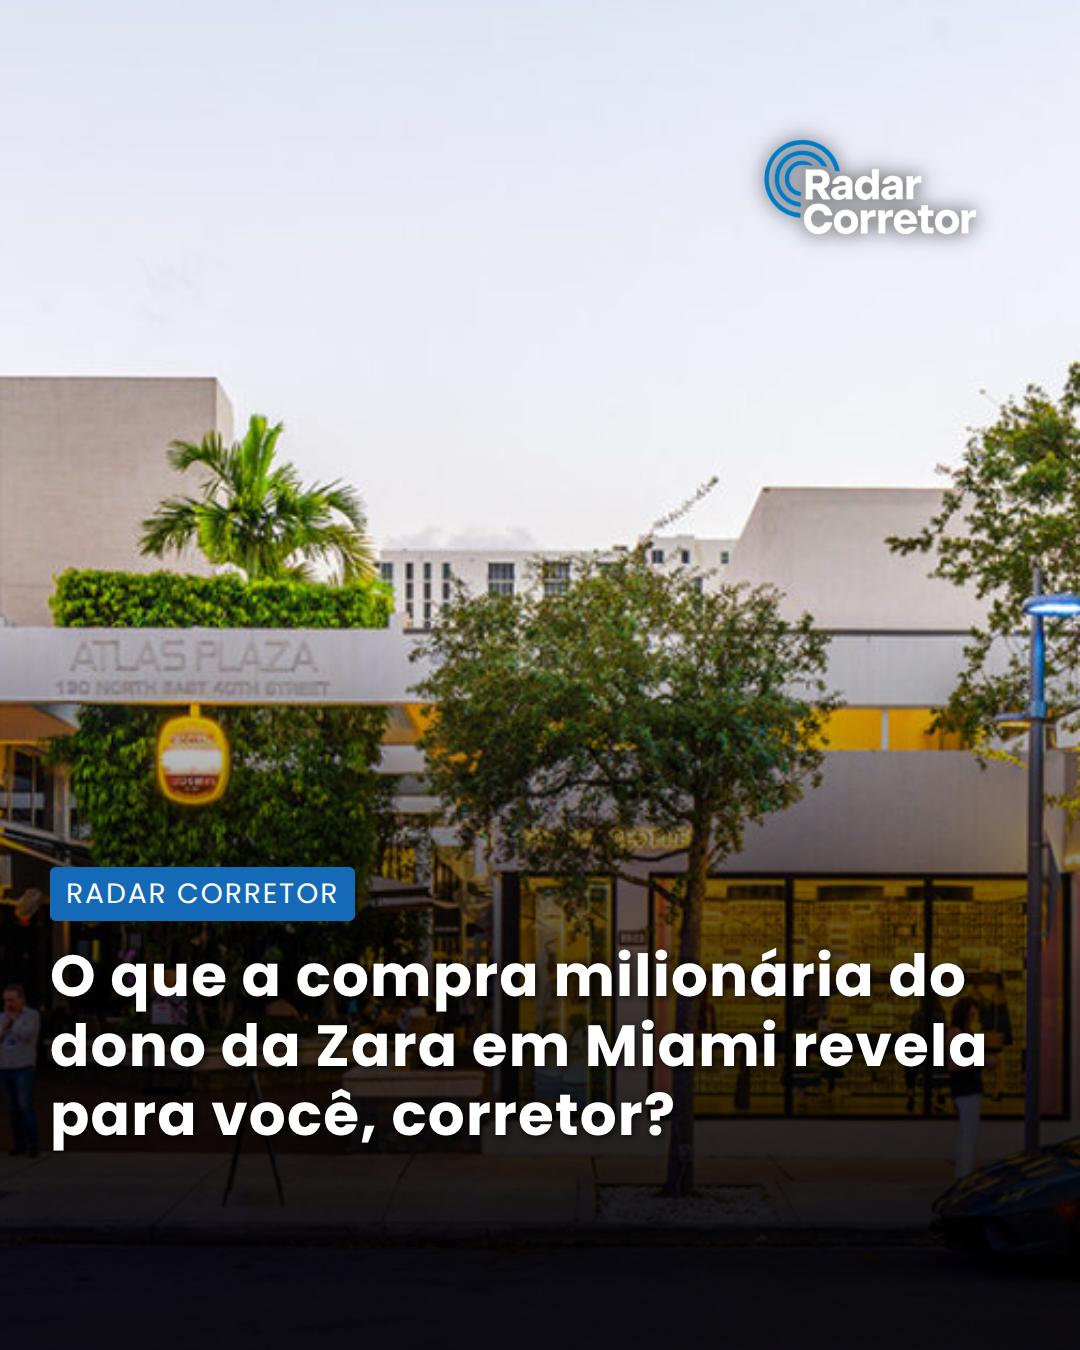 Radar
Corretor
ATLAS PLAZA
130 NORTH EAST 40TH STREET
RADAR CORRETOR
O que a compra milionária do
dono da Zara em Miami revela
para você, corretor?